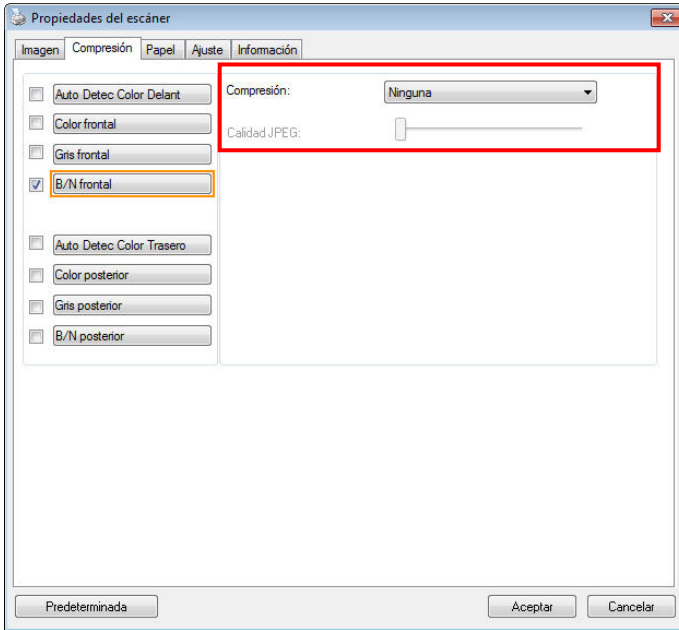 Propiedades del escáner
Imagen Compresión Papel Ajuste Información
Auto Detec Color Delant
Color frontal
Gris frontal
B/N frontal
Auto Detec Color Trasero
Color posterior
Gris posterior
B/N posterior
Compresión: Ninguna
Calidad JPEG:
Predeterminada Aceptar Cancelar